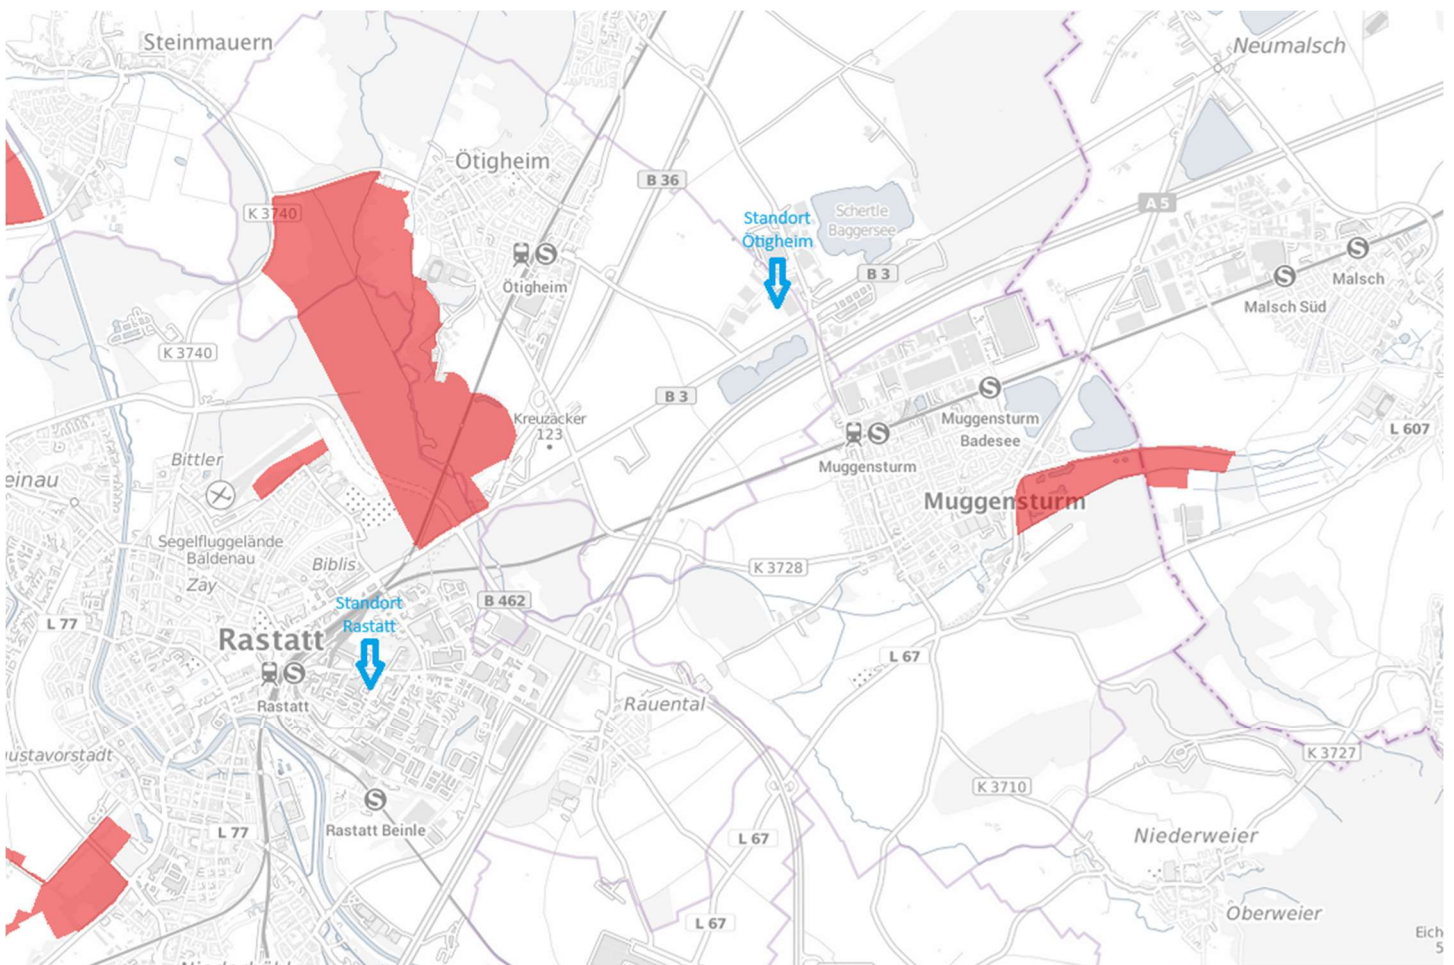 Steinmauern
Neumalsch
Ötigheim
B 36
K 3740
A 5
Schertle
Baggersee
Standort
Ötigheim
B 3
Ötigheim
Malsch
Malsch Süd
K 3740
B 3
Kreuzäcker
123
Muggensturm
Badesee
L 607
Muggensturm
Bittler
einau
Muggensturm
Segelfluggelände
Baldenau
Biblis
Zay
K 3728
B 462
Standort
Rastatt
L 77
Rastatt
L 67
Rastatt
Rauental
ustavorstadt
K 3727
K 3710
L 77
Rastatt Beinle
L 67
Niederweier
Oberweier
L 67
Eich
5